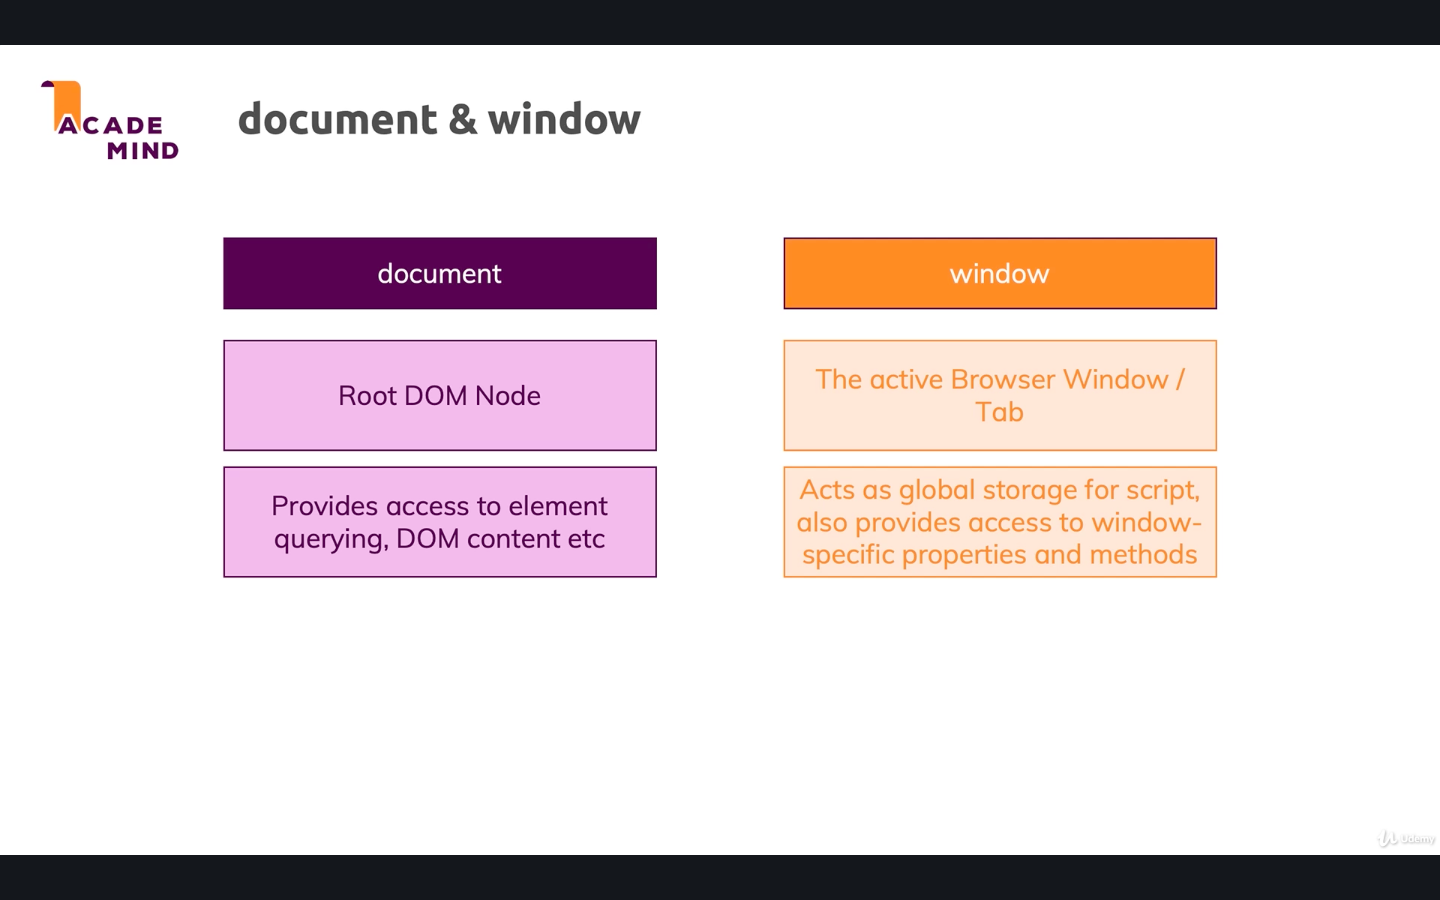 ACADE
MIND
document & window
document
window
Root DOM Node
The active Browser Window /
Tab
Provides access to element
querying, DOM content etc
Acts as global storage for script,
also provides access to window-
specific properties and methods
Udemy